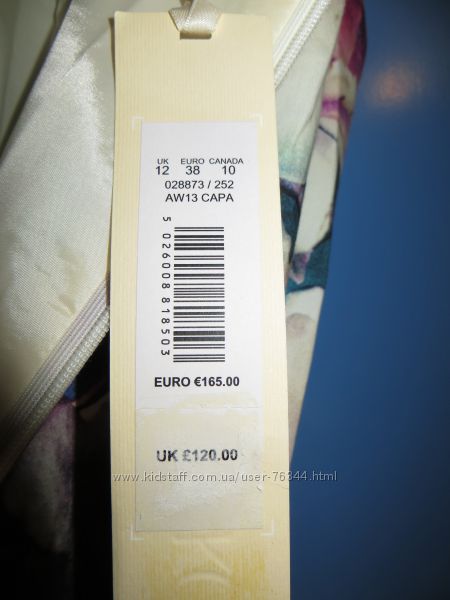 UK EURO CANADA
12 38 10
028873 / 252
AW13 CAPA
5 026008 818503
EURO €165.00
UK £120.00
www.kidstaff.com.ua/user-76844.html